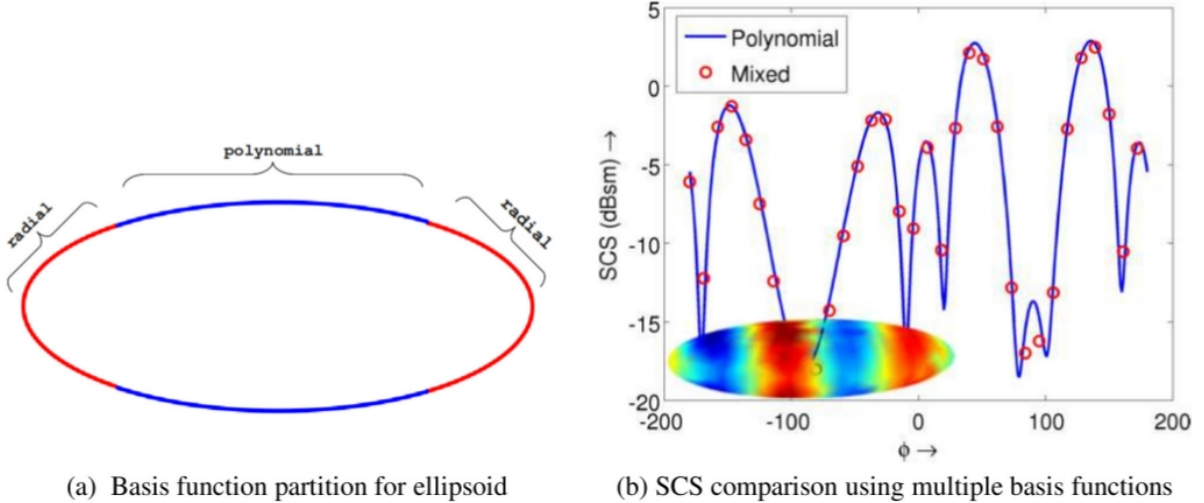 polynomial
radial
radial
(a) Basis function partition for ellipsoid
5
0
-5
-10
-15
-20
SCS (dBsm) →
Polynomial
Mixed
-200
-100
0
100
200
ϕ →
(b) SCS comparison using multiple basis functions